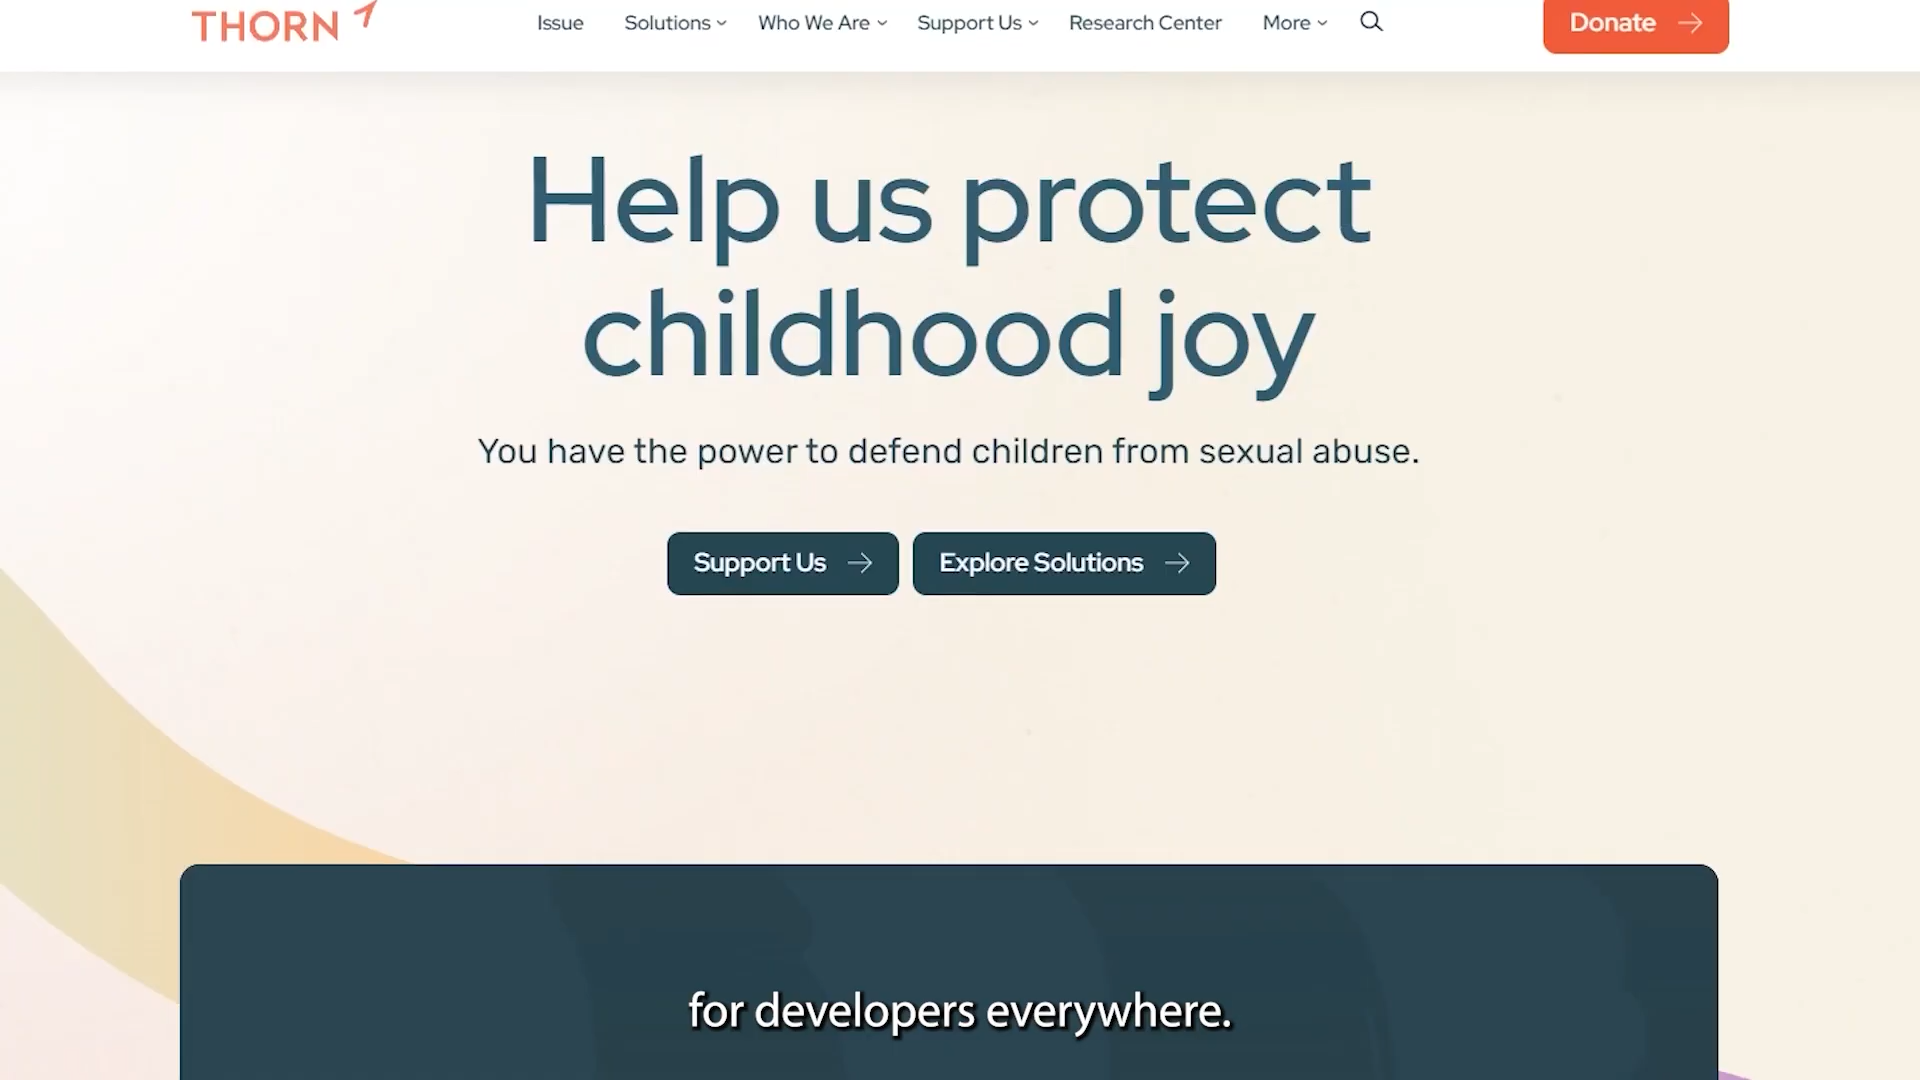 THORN
Issue
Solutions
Who We Are
Support Us
Research Center
More
Donate
Help us protect
childhood joy
You have the power to defend children from sexual abuse.
Support Us
Explore Solutions
for developers everywhere.